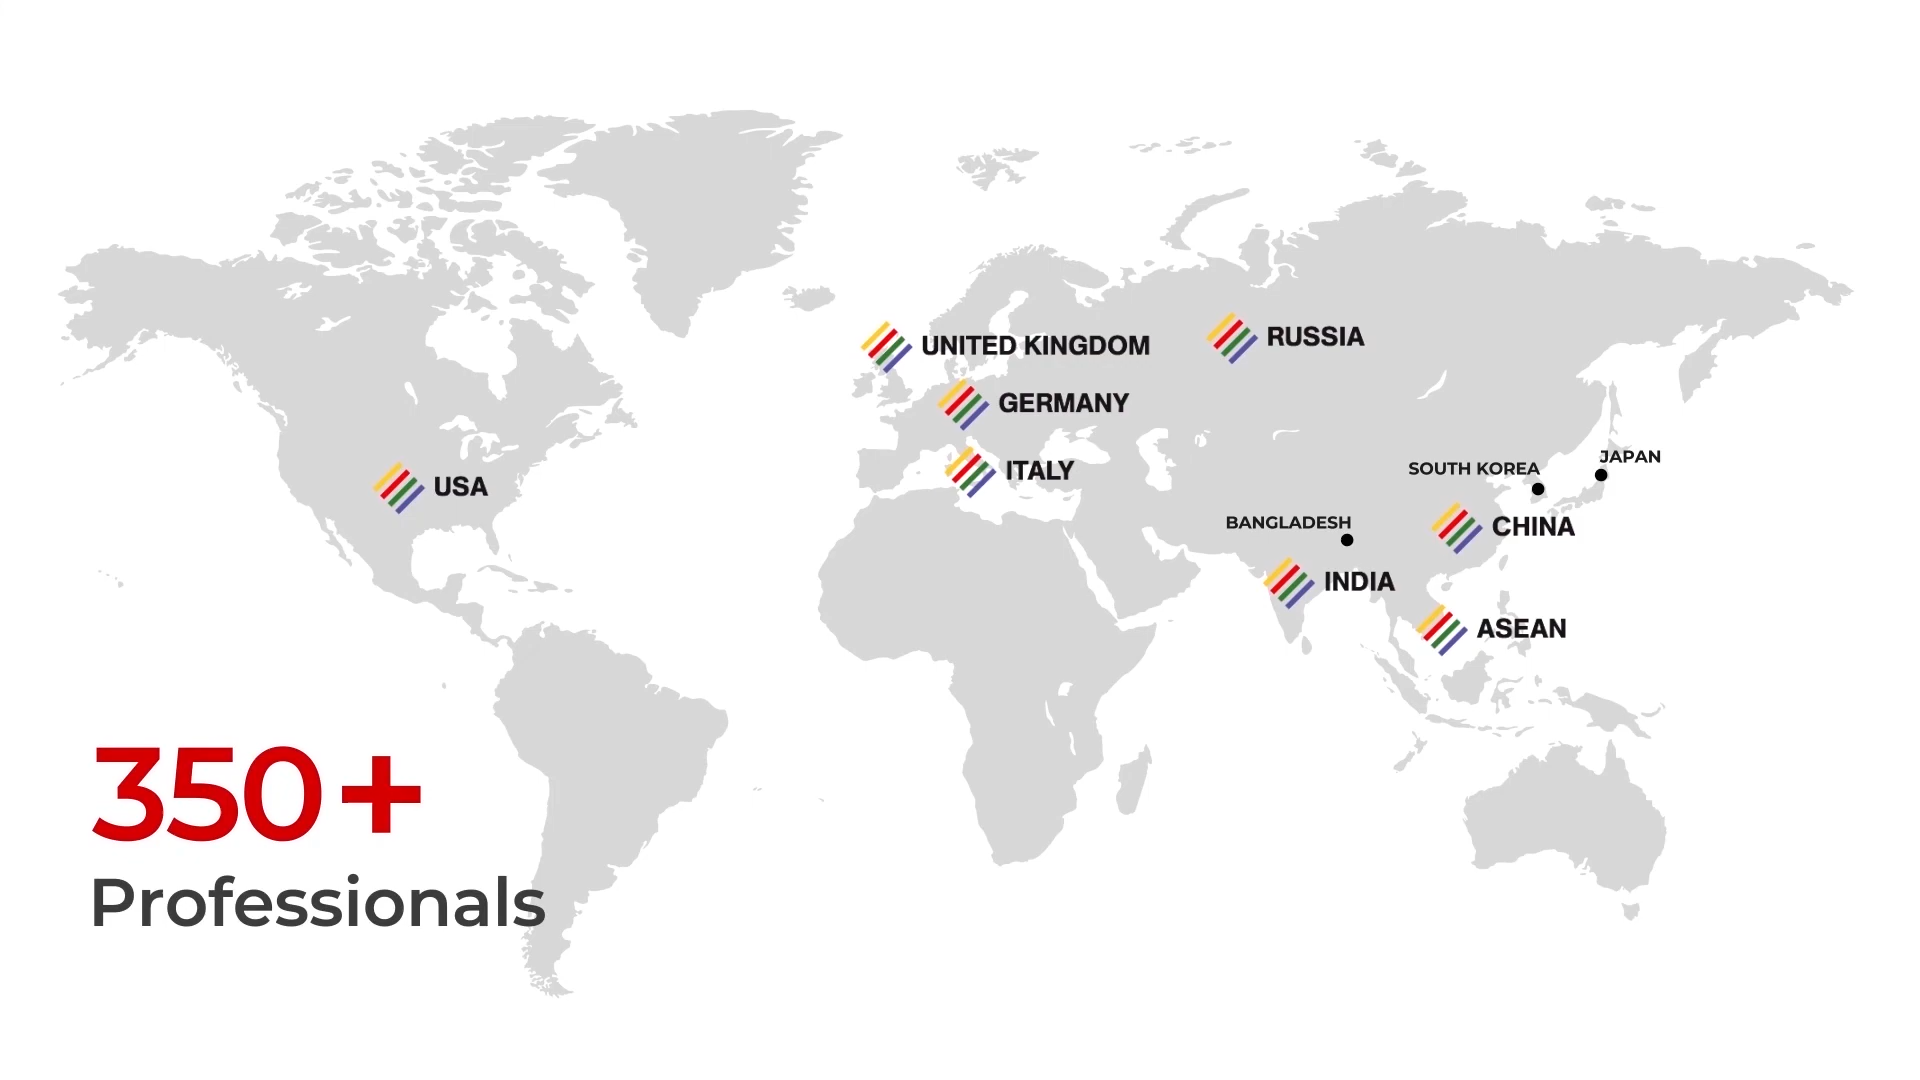 UNITED KINGDOM
RUSSIA
GERMANY
ITALY
USA
JAPAN
SOUTH KOREA
BANGLADESH
CHINA
INDIA
ASEAN
350+
Professionals